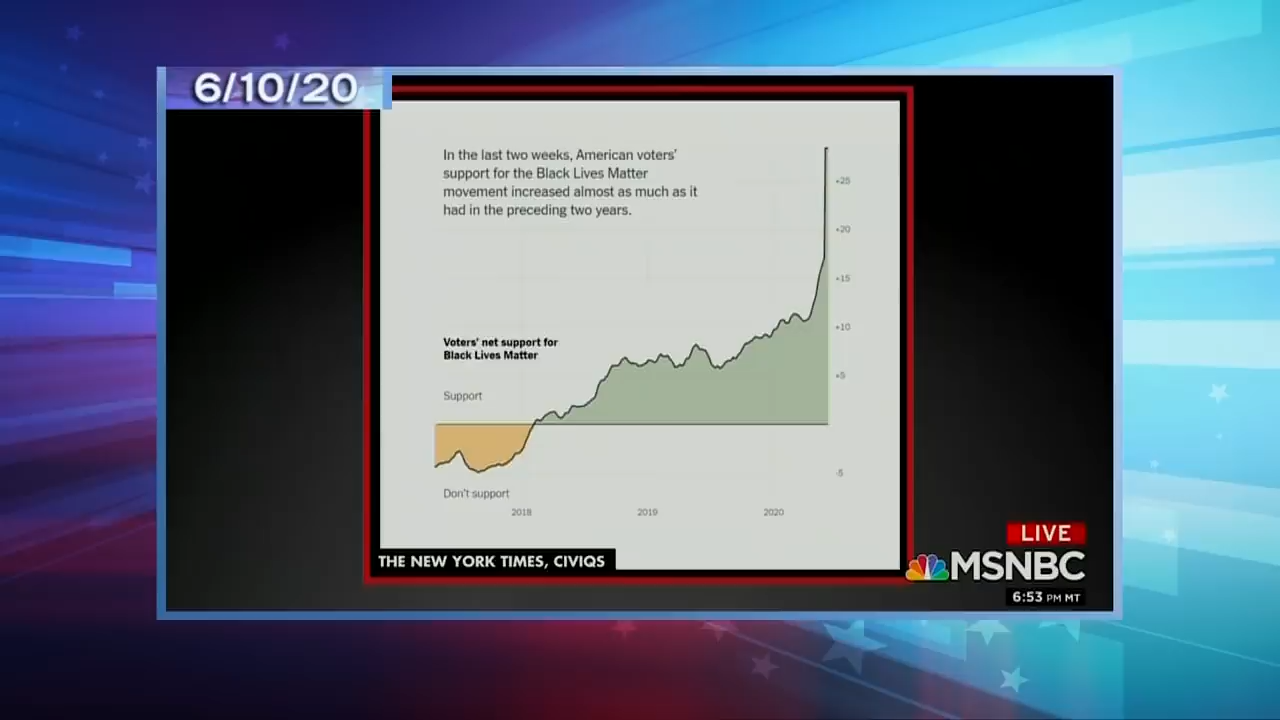 6/10/20
In the last two weeks, American voters'
support for the Black Lives Matter
movement increased almost as much as it
had in the preceding two years.
+25
+20
+15
+10
+5
Voters' net support for
Black Lives Matter
Support
-5
Don't support
2018 2019 2020
THE NEW YORK TIMES, CIVIQS
LIVE
MSNBC
6:53 PM MT